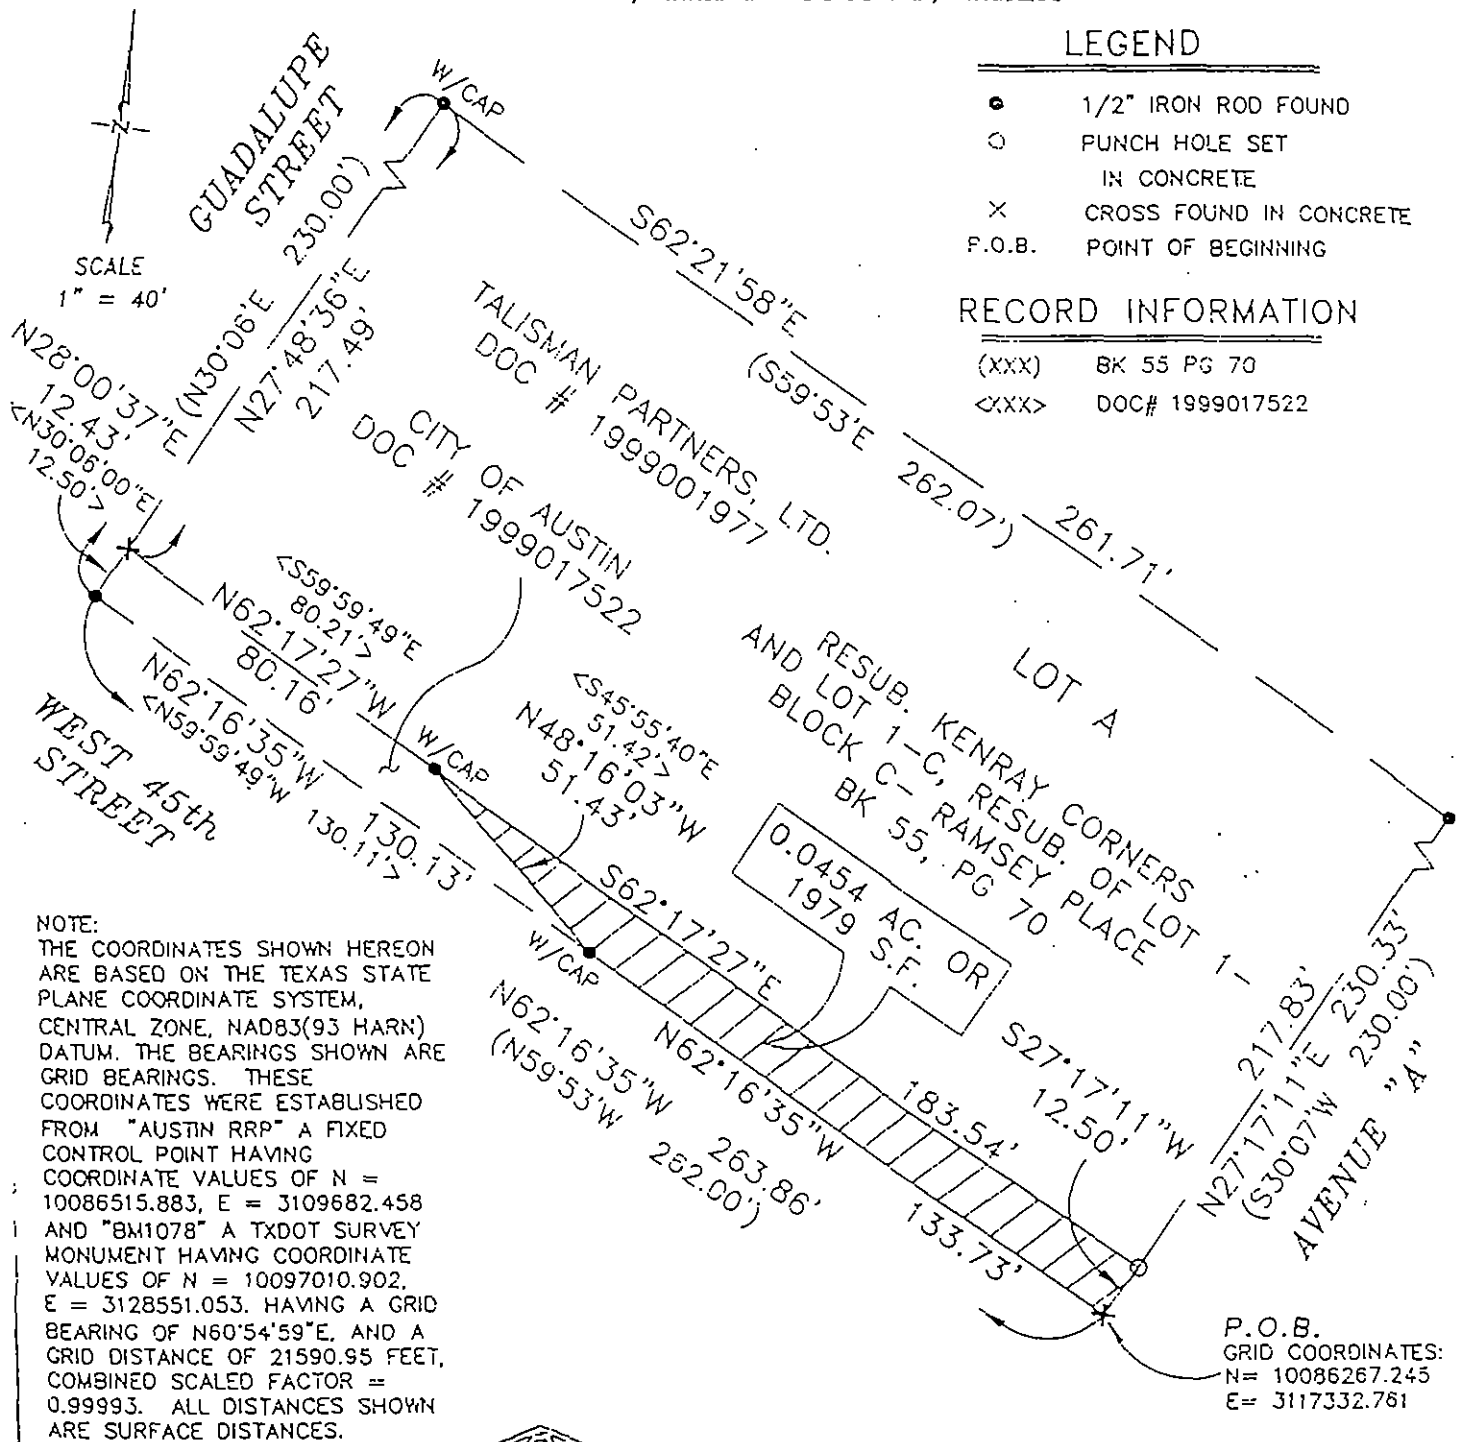 LEGEND
1/2" IRON ROD FOUND
PUNCH HOLE SET
IN CONCRETE
CROSS FOUND IN CONCRETE
P.O.B. POINT OF BEGINNING
RECORD INFORMATION
(XXX) BK 55 PG 70
<XXX> DOC# 1999017522
N
SCALE
1" = 40'
GUADALUPE
STREET
W/CAP
(N30°06'E 230.00')
N27°48'36"E
217.49'
N28°00'37"E
12.43'
<N30°06'00"E
12.50'>
S62°21'58"E
261.71'
(S59°53'E 262.07')
TALISMAN PARTNERS, LTD.
DOC # 1999001977
CITY OF AUSTIN
DOC # 1999017522
<S59°59'49"E
80.21'>
N62°17'27"W
80.16'
N62°16'35"W 130.13'
<N59°59'49"W 130.11'>
WEST 45th
STREET
W/CAP
<S45°55'40"E
51.42'>
N48°16'03"W
51.43'
LOT A
RESUB. KENRAY CORNERS
AND LOT 1-C, RESUB. OF LOT 1-
BLOCK C- RAMSEY PLACE
BK 55, PG 70
0.0454 AC. OR
1979 S.F.
W/CAP
S62°17'27"E 183.54'
N62°16'35"W 133.73'
N62°16'35"W 263.86'
(N59°53'W 262.00')
S27°17'11"W
12.50'
217.83'
N27°17'11"E 230.33'
(S30°07'W 230.00')
AVENUE "A"
P.O.B.
GRID COORDINATES:
N= 10086267.245
E= 3117332.761
NOTE:
THE COORDINATES SHOWN HEREON
ARE BASED ON THE TEXAS STATE
PLANE COORDINATE SYSTEM,
CENTRAL ZONE, NAD83(93 HARN)
DATUM. THE BEARINGS SHOWN ARE
GRID BEARINGS. THESE
COORDINATES WERE ESTABLISHED
FROM "AUSTIN RRP" A FIXED
CONTROL POINT HAVING
COORDINATE VALUES OF N =
10086515.883, E = 3109682.458
AND "BM1078" A TXDOT SURVEY
MONUMENT HAVING COORDINATE
VALUES OF N = 10097010.902,
E = 3128551.053. HAVING A GRID
BEARING OF N60°54'59"E, AND A
GRID DISTANCE OF 21590.95 FEET,
COMBINED SCALED FACTOR =
0.99993. ALL DISTANCES SHOWN
ARE SURFACE DISTANCES.